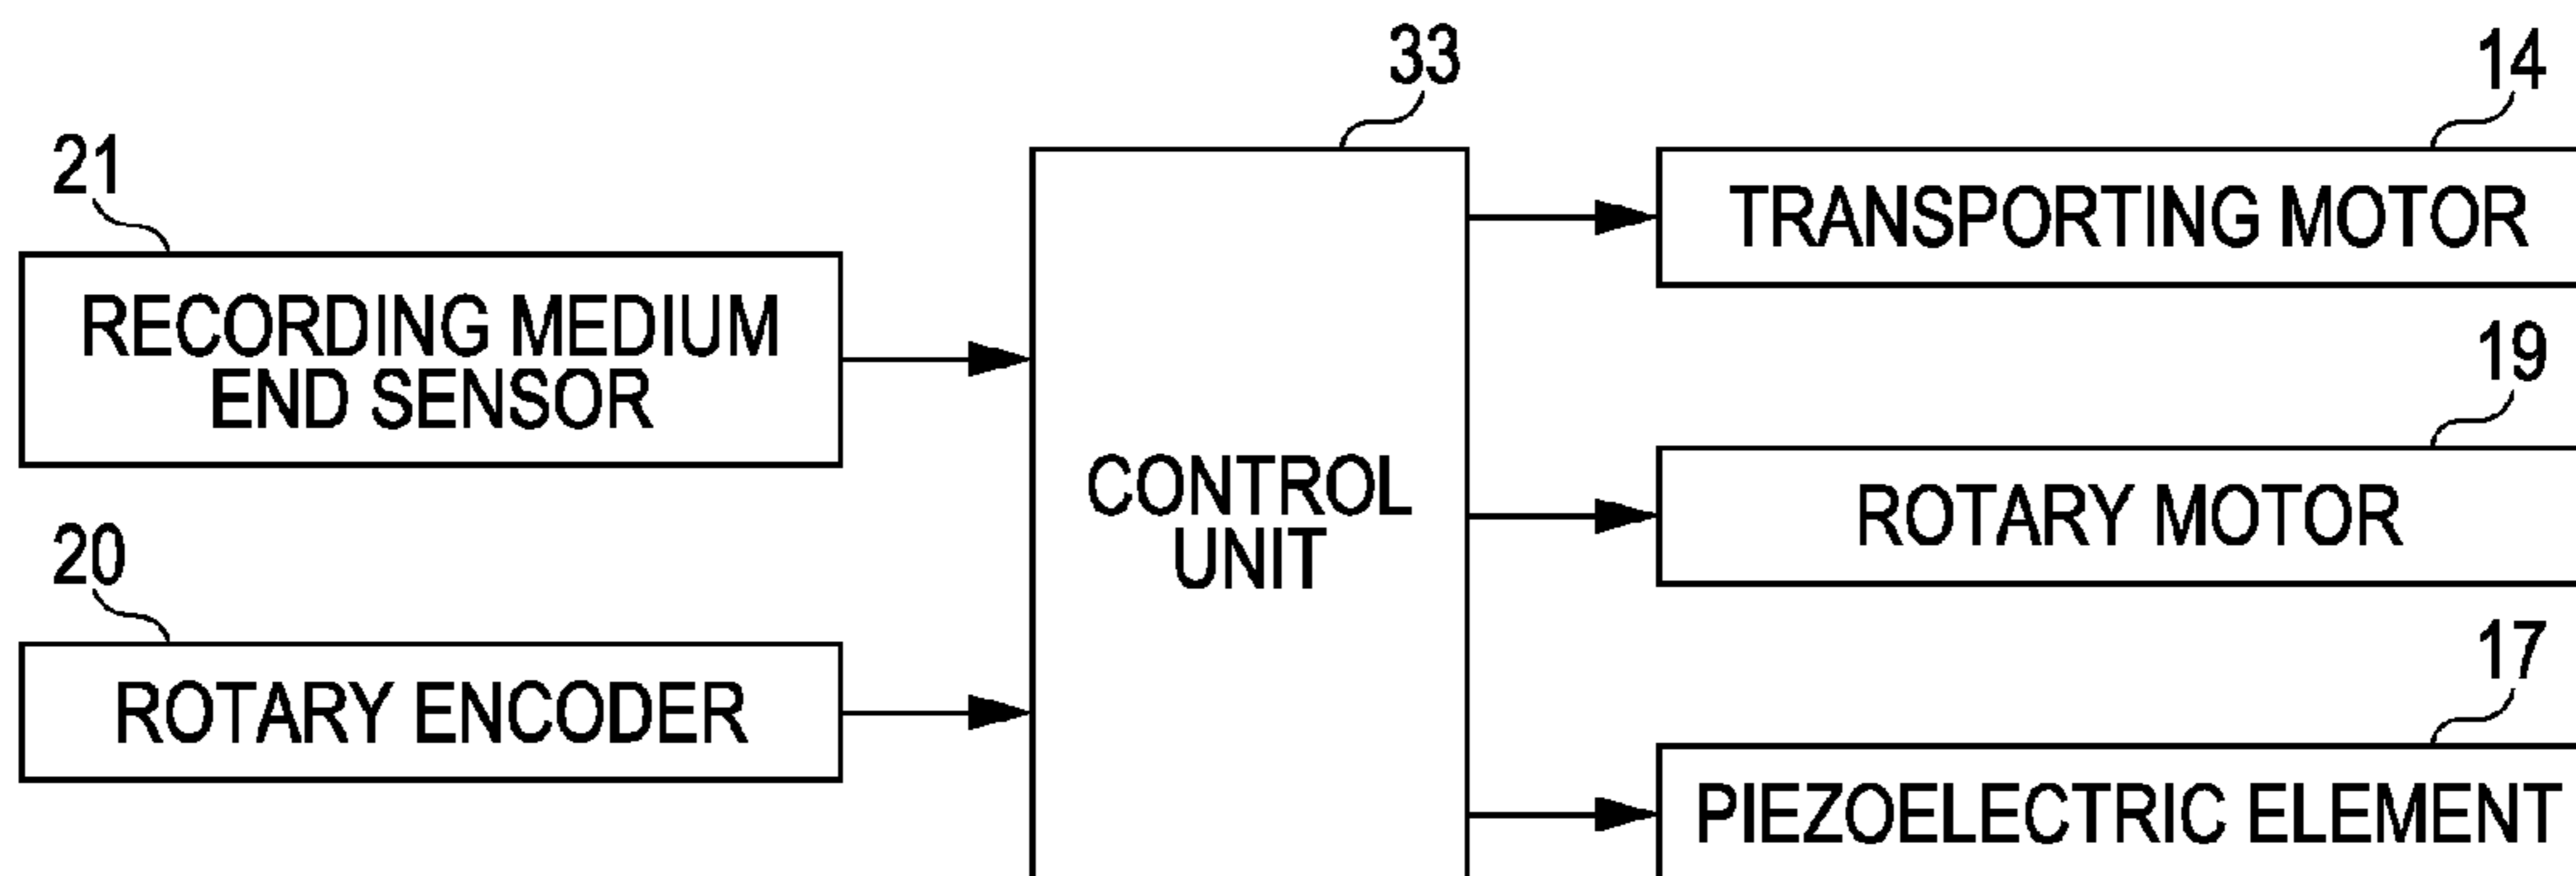 33
14
21
TRANSPORTING MOTOR
RECORDING MEDIUM
END SENSOR
19
CONTROL
UNIT
ROTARY MOTOR
20
17
ROTARY ENCODER
PIEZOELECTRIC ELEMENT